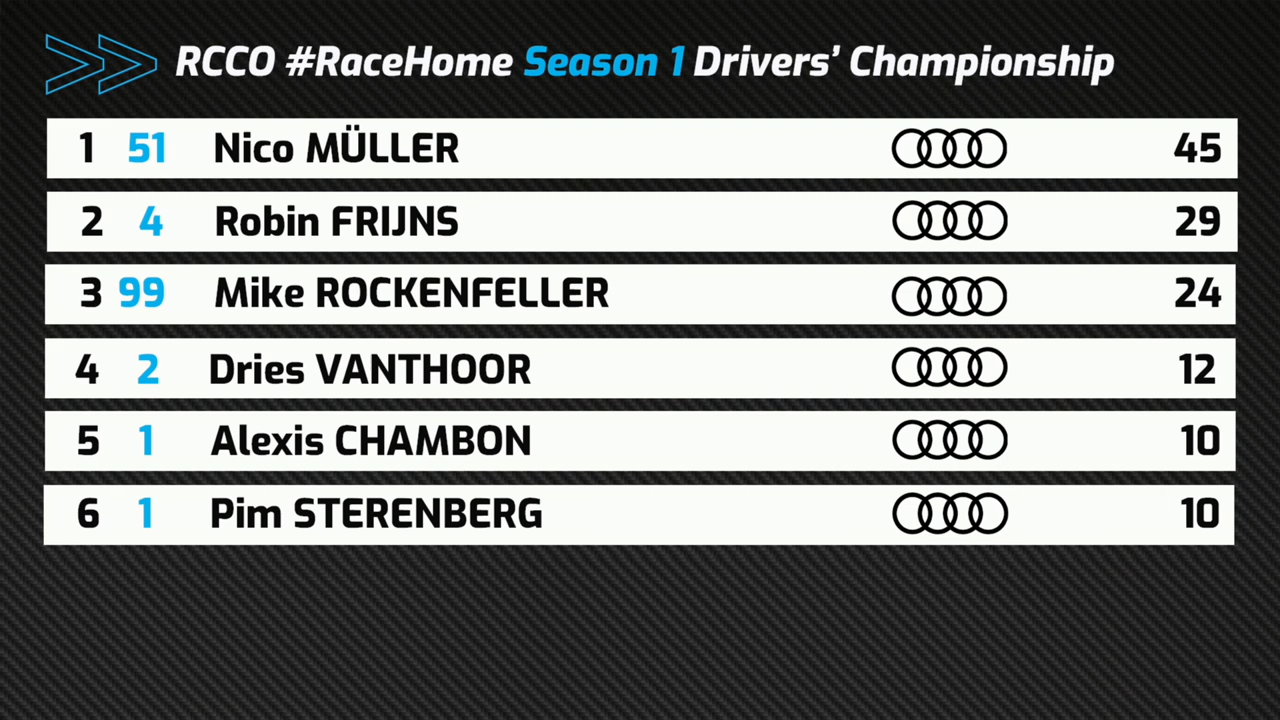 RCCO #RaceHome Season 1 Drivers' Championship
1 51 Nico MÜLLER 45
2 4 Robin FRIJNS 29
3 99 Mike ROCKENFELLER 24
4 2 Dries VANTHOOR 12
5 1 Alexis CHAMBON 10
6 1 Pim STERENBERG 10